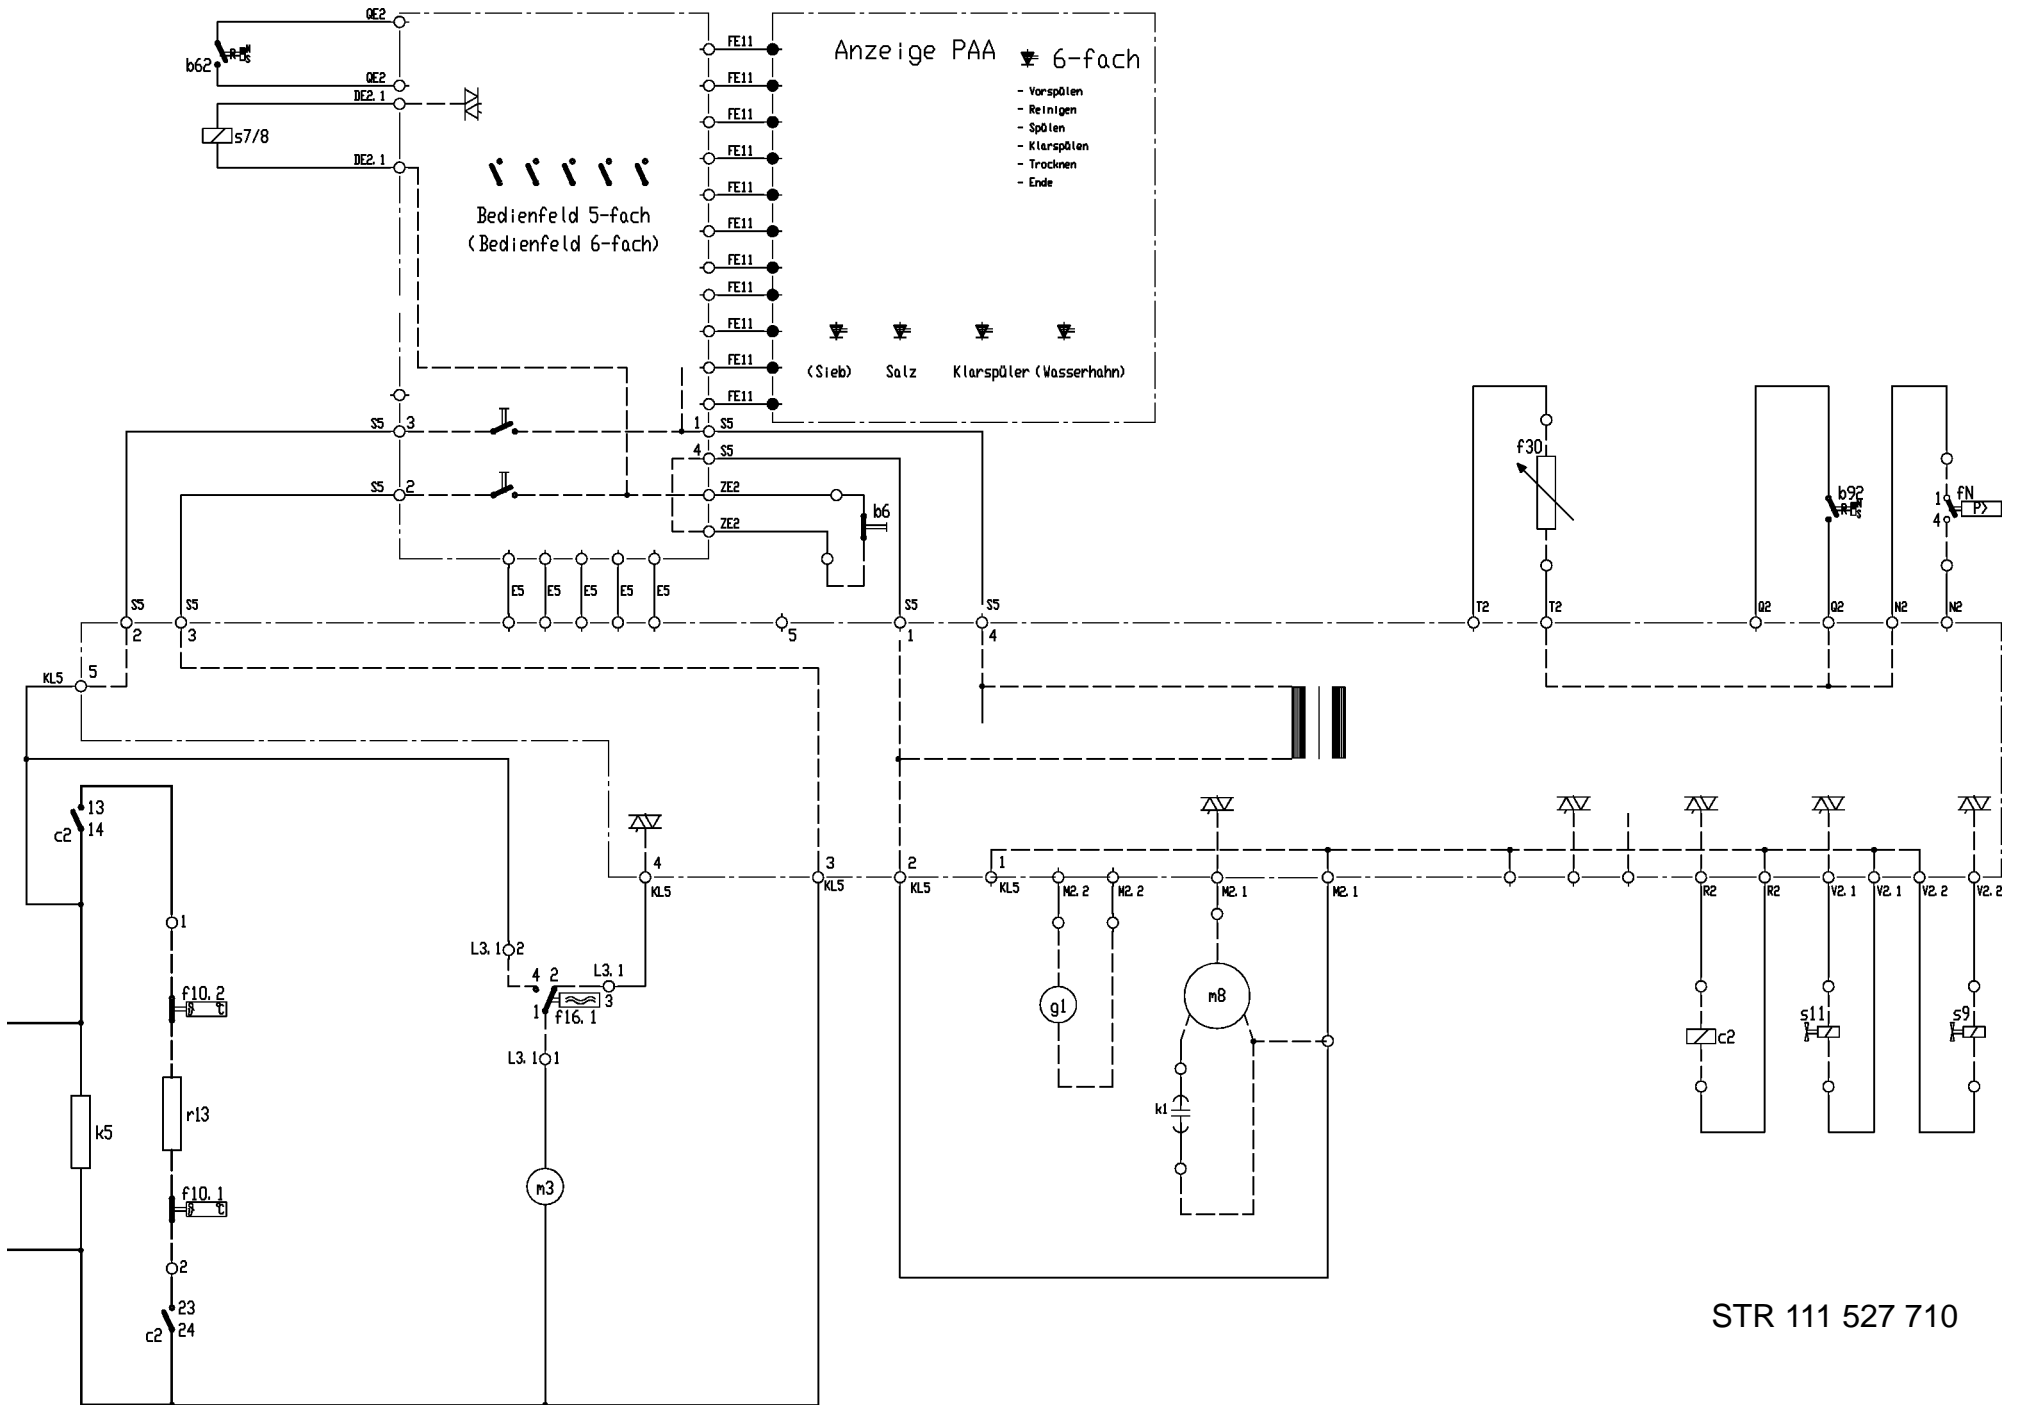 QE2
b62
QE2
DE2.1
s7/8
DE2.1
Bedienfeld 5-fach
(Bedienfeld 6-fach)
FE11
FE11
FE11
FE11
FE11
FE11
FE11
FE11
FE11
FE11
FE11
Anzeige PAA
6-fach
- Vorspülen
- Reinigen
- Spülen
- Klarspülen
- Trocknen
- Ende
(Sieb) Salz Klarspüler (Wasserhahn)
S5 3
1 S5
4 S5
S5 2
ZE2
ZE2
b6
E5 E5 E5 E5 E5
S5 S5 S5 S5
2 3 5 1 4
f30
b92
1 fN
P>
4
T2 T2 Q2 Q2 N2 N2
KL5 5
13
c2 14
4
KL5
3
KL5
2
KL5
1
KL5
M2.2 M2.2 M2.1 M2.1
R2 R2 V2.1 V2.1 V2.2 V2.2
1
f10.2
°C
L3.1 2
4 2
L3.1
3
1
f16.1
L3.1 1
g1
m8
k1
c2
s11
s9
r13
k5
m3
f10.1
°C
2
23
c2 24
STR 111 527 710